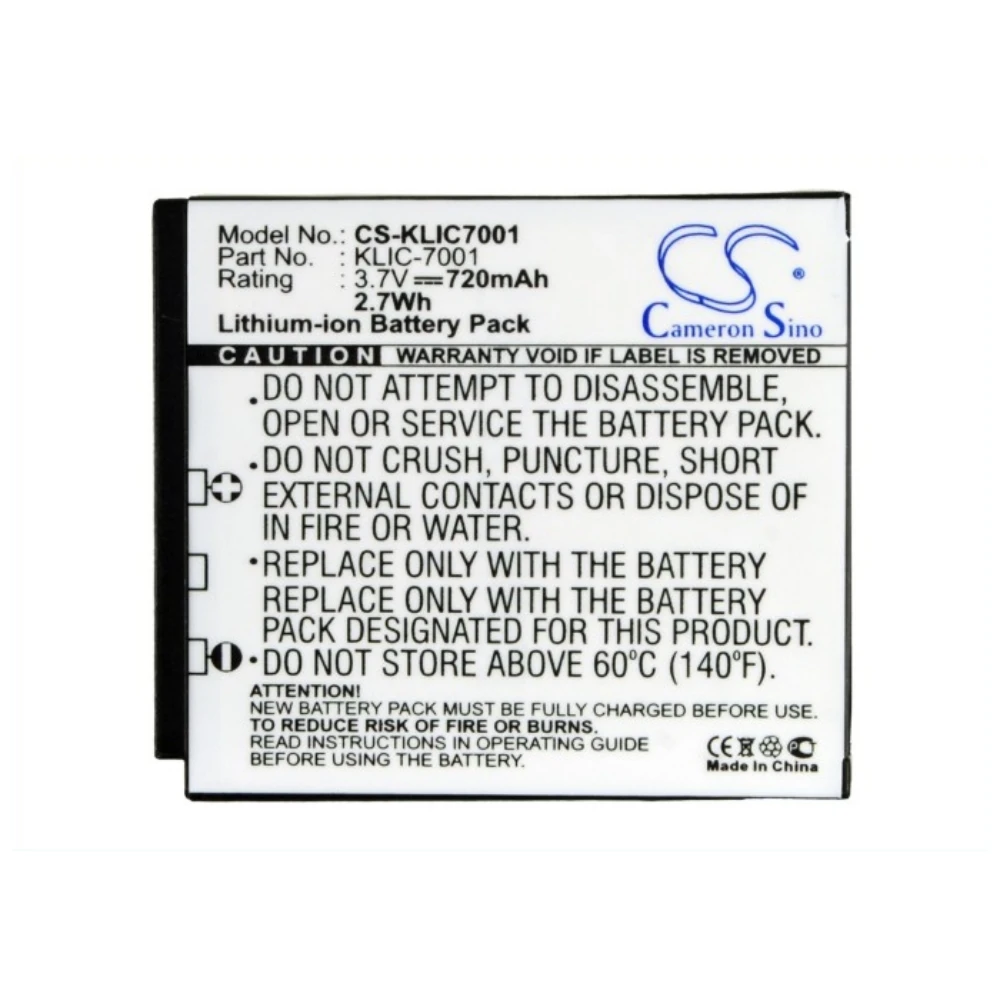 Model No.: CS-KLIC7001
Part No. : KLIC-7001
Rating : 3.7V 720mAh
2.7Wh
Lithium-ion Battery Pack
CS
®
Cameron Sino
CAUTION WARRANTY VOID IF LABEL IS REMOVED
•DO NOT ATTEMPT TO DISASSEMBLE,
OPEN OR SERVICE THE BATTERY PACK.
•DO NOT CRUSH, PUNCTURE, SHORT
EXTERNAL CONTACTS OR DISPOSE OF
IN FIRE OR WATER.
•REPLACE ONLY WITH THE BATTERY
REPLACE ONLY WITH THE BATTERY
PACK DESIGNATED FOR THIS PRODUCT.
•DO NOT STORE ABOVE 60°C (140°F).
ATTENTION!
NEW BATTERY PACK MUST BE FULLY CHARGED BEFORE USE.
TO REDUCE RISK OF FIRE OR BURNS.
READ INSTRUCTIONS IN OPERATING GUIDE
BEFORE USING THE BATTERY.
CE
Made In China